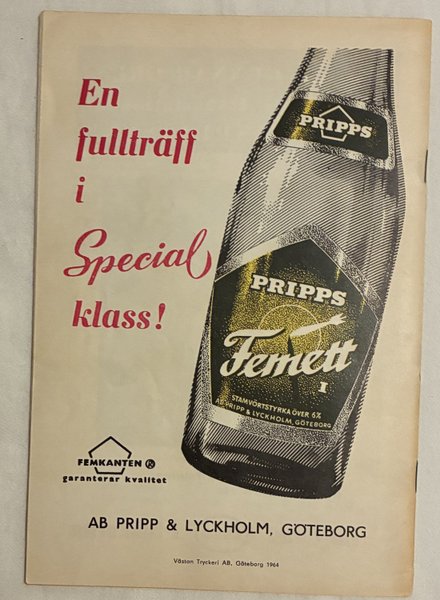 En
fullträff
i
Special
klass!
PRIPPS
PRIPPS
Femett
I
STAMVÖRTSTYRKA ÖVER 6%
AB PRIPP & LYCKHOLM, GÖTEBORG
FEMKANTEN ®
garanterar kvalitet
AB PRIPP & LYCKHOLM, GÖTEBORG
Västan Tryckeri AB, Göteborg 1964